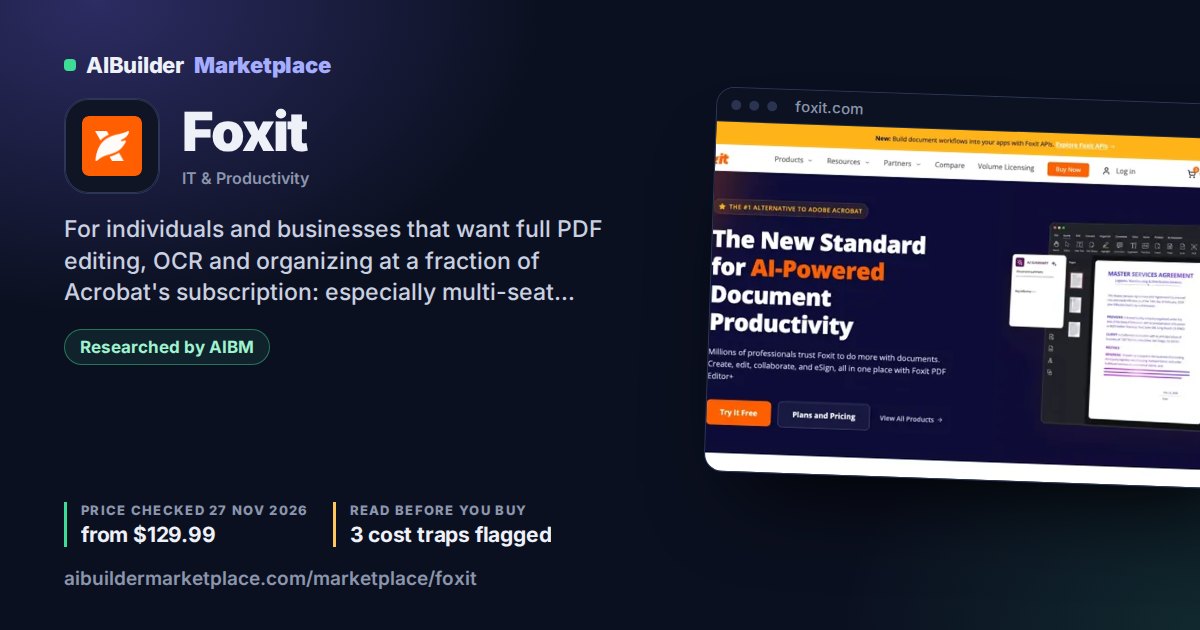 AIBuilder Marketplace
Foxit
IT & Productivity
For individuals and businesses that want full PDF
editing, OCR and organizing at a fraction of
Acrobat's subscription: especially multi-seat...
Researched by AIBM
PRICE CHECKED 27 NOV 2026
from $129.99
READ BEFORE YOU BUY
3 cost traps flagged
aibuildermarketplace.com/marketplace/foxit
foxit.com
New: Build document workflows into your apps with Foxit APIs. Explore Foxit APIs →
xit
Products
Resources
Partners
Compare
Volume Licensing
Buy Now
Log in
THE #1 ALTERNATIVE TO ADOBE ACROBAT
The New Standard
for AI-Powered
Document
Productivity
Millions of professionals trust Foxit to do more with documents.
Create, edit, collaborate, and eSign, all in one place with Foxit PDF
Editor+
Try It Free
Plans and Pricing
View All Products →
MASTER SERVICES AGREEMENT